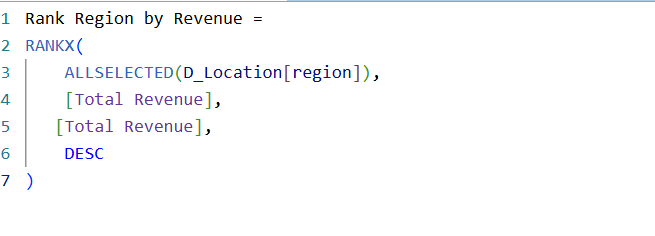 1 Rank Region by Revenue =
2 RANKX(
3 ALLSELECTED(D_Location[region]),
4 [Total Revenue],
5 [Total Revenue],
6 DESC
7 )